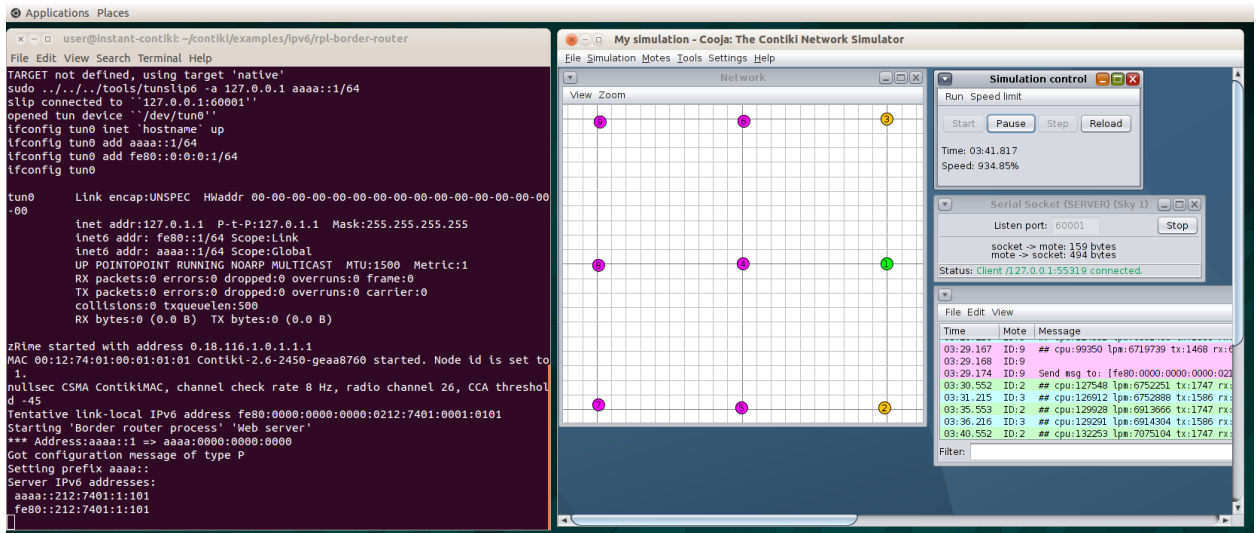 Applications Places
user@instant-contiki: ~/contiki/examples/ipv6/rpl-border-router
File Edit View Search Terminal Help
TARGET not defined, using target 'native'
sudo ../../../tools/tunslip6 -a 127.0.0.1 aaaa::1/64
slip connected to ``127.0.0.1:60001''
opened tun device ``/dev/tun0''
ifconfig tun0 inet `hostname` up
ifconfig tun0 add aaaa::1/64
ifconfig tun0 add fe80::0:0:0:1/64
ifconfig tun0
tun0 Link encap:UNSPEC HWaddr 00-00-00-00-00-00-00-00-00-00-00-00-00-00-00
-00
inet addr:127.0.1.1 P-t-P:127.0.1.1 Mask:255.255.255.255
inet6 addr: fe80::1/64 Scope:Link
inet6 addr: aaaa::1/64 Scope:Global
UP POINTOPOINT RUNNING NOARP MULTICAST MTU:1500 Metric:1
RX packets:0 errors:0 dropped:0 overruns:0 frame:0
TX packets:0 errors:0 dropped:0 overruns:0 carrier:0
collisions:0 txqueuelen:500
RX bytes:0 (0.0 B) TX bytes:0 (0.0 B)
zRime started with address 0.18.116.1.0.1.1.1
MAC 00:12:74:01:00:01:01:01 Contiki-2.6-2450-geaa8760 started. Node id is set to
1.
nullsec CSMA ContikiMAC, channel check rate 8 Hz, radio channel 26, CCA threshol
d -45
Tentative link-local IPv6 address fe80:0000:0000:0000:0212:7401:0001:0101
Starting 'Border router process' 'Web server'
*** Address:aaaa::1 => aaaa:0000:0000:0000
Got configuration message of type P
Setting prefix aaaa::
Server IPv6 addresses:
aaaa::212:7401:1:101
fe80::212:7401:1:101
My simulation - Cooja: The Contiki Network Simulator
File Simulation Motes Tools Settings Help
Network
View Zoom
9 6 3
8 4 1
7 5 2
Simulation control
Run Speed limit
Start Pause Step Reload
Time: 03:41.817
Speed: 934.85%
Serial Socket (SERVER) (Sky 1)
Listen port: 60001 Stop
socket -> mote: 159 bytes
mote -> socket: 494 bytes
Status: Client /127.0.0.1:55319 connected.
File Edit View
Time Mote Message
03:29.167 ID:9 ## cpu:99350 lpm:6719739 tx:1468 rx:6
03:29.168 ID:9
03:29.174 ID:9 Send msg to: [fe80:0000:0000:0000:021
03:30.552 ID:2 ## cpu:127548 lpm:6752251 tx:1747 rx:
03:31.215 ID:3 ## cpu:126912 lpm:6752888 tx:1586 rx:
03:35.553 ID:2 ## cpu:129928 lpm:6913666 tx:1747 rx:
03:36.216 ID:3 ## cpu:129291 lpm:6914304 tx:1586 rx:
03:40.552 ID:2 ## cpu:132253 lpm:7075104 tx:1747 rx:
Filter: